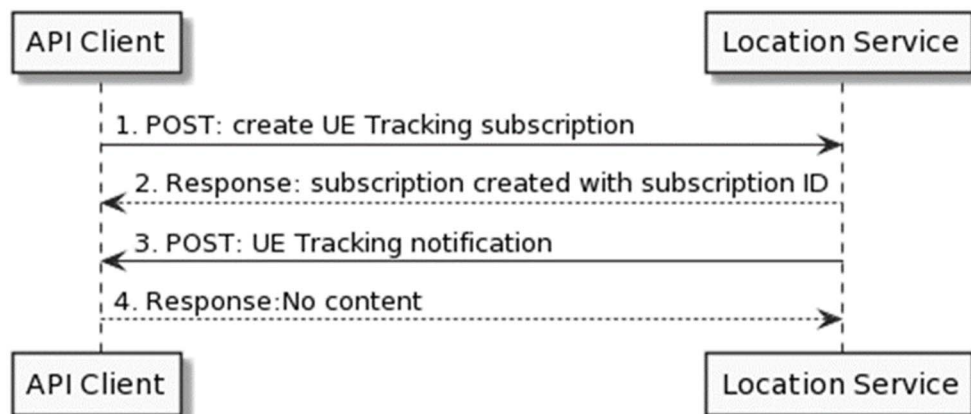 API Client
Location Service
1. POST: create UE Tracking subscription
2. Response: subscription created with subscription ID
3. POST: UE Tracking notification
4. Response:No content
API Client
Location Service